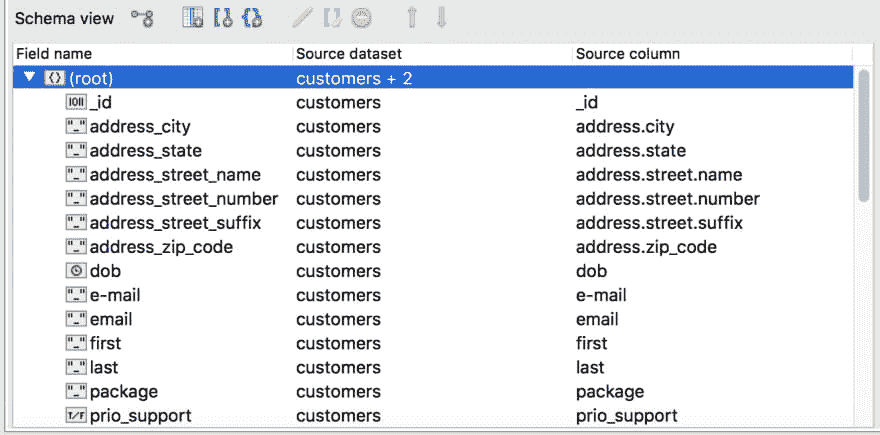 Schema view
Field name Source dataset Source column
{} (root) customers + 2
101 _id customers _id
"_" address_city customers address.city
"_" address_state customers address.state
"_" address_street_name customers address.street.name
"_" address_street_number customers address.street.number
"_" address_street_suffix customers address.street.suffix
"_" address_zip_code customers address.zip_code
dob customers dob
"_" e-mail customers e-mail
"_" email customers email
"_" first customers first
"_" last customers last
"_" package customers package
T/F prio_support customers prio_support